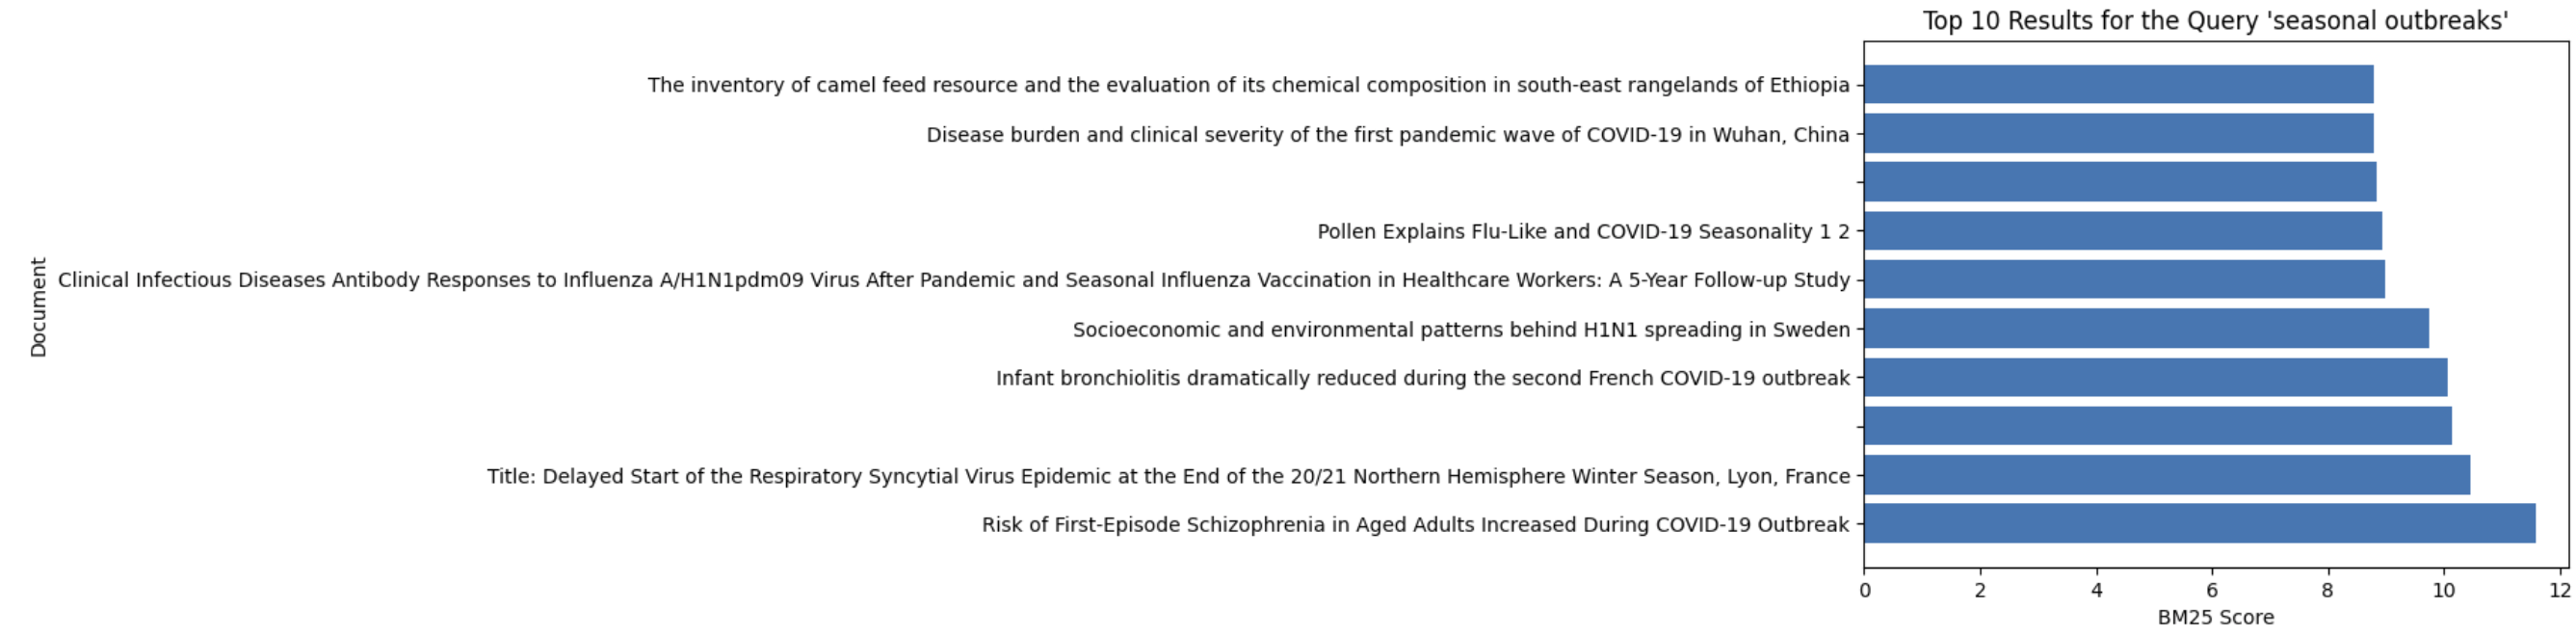 Top 10 Results for the Query 'seasonal outbreaks'
The inventory of camel feed resource and the evaluation of its chemical composition in south-east rangelands of Ethiopia
Disease burden and clinical severity of the first pandemic wave of COVID-19 in Wuhan, China
Pollen Explains Flu-Like and COVID-19 Seasonality 1 2
Clinical Infectious Diseases Antibody Responses to Influenza A/H1N1pdm09 Virus After Pandemic and Seasonal Influenza Vaccination in Healthcare Workers: A 5-Year Follow-up Study
Socioeconomic and environmental patterns behind H1N1 spreading in Sweden
Infant bronchiolitis dramatically reduced during the second French COVID-19 outbreak
Title: Delayed Start of the Respiratory Syncytial Virus Epidemic at the End of the 20/21 Northern Hemisphere Winter Season, Lyon, France
Risk of First-Episode Schizophrenia in Aged Adults Increased During COVID-19 Outbreak
Document
0 2 4 6 8 10 12
BM25 Score